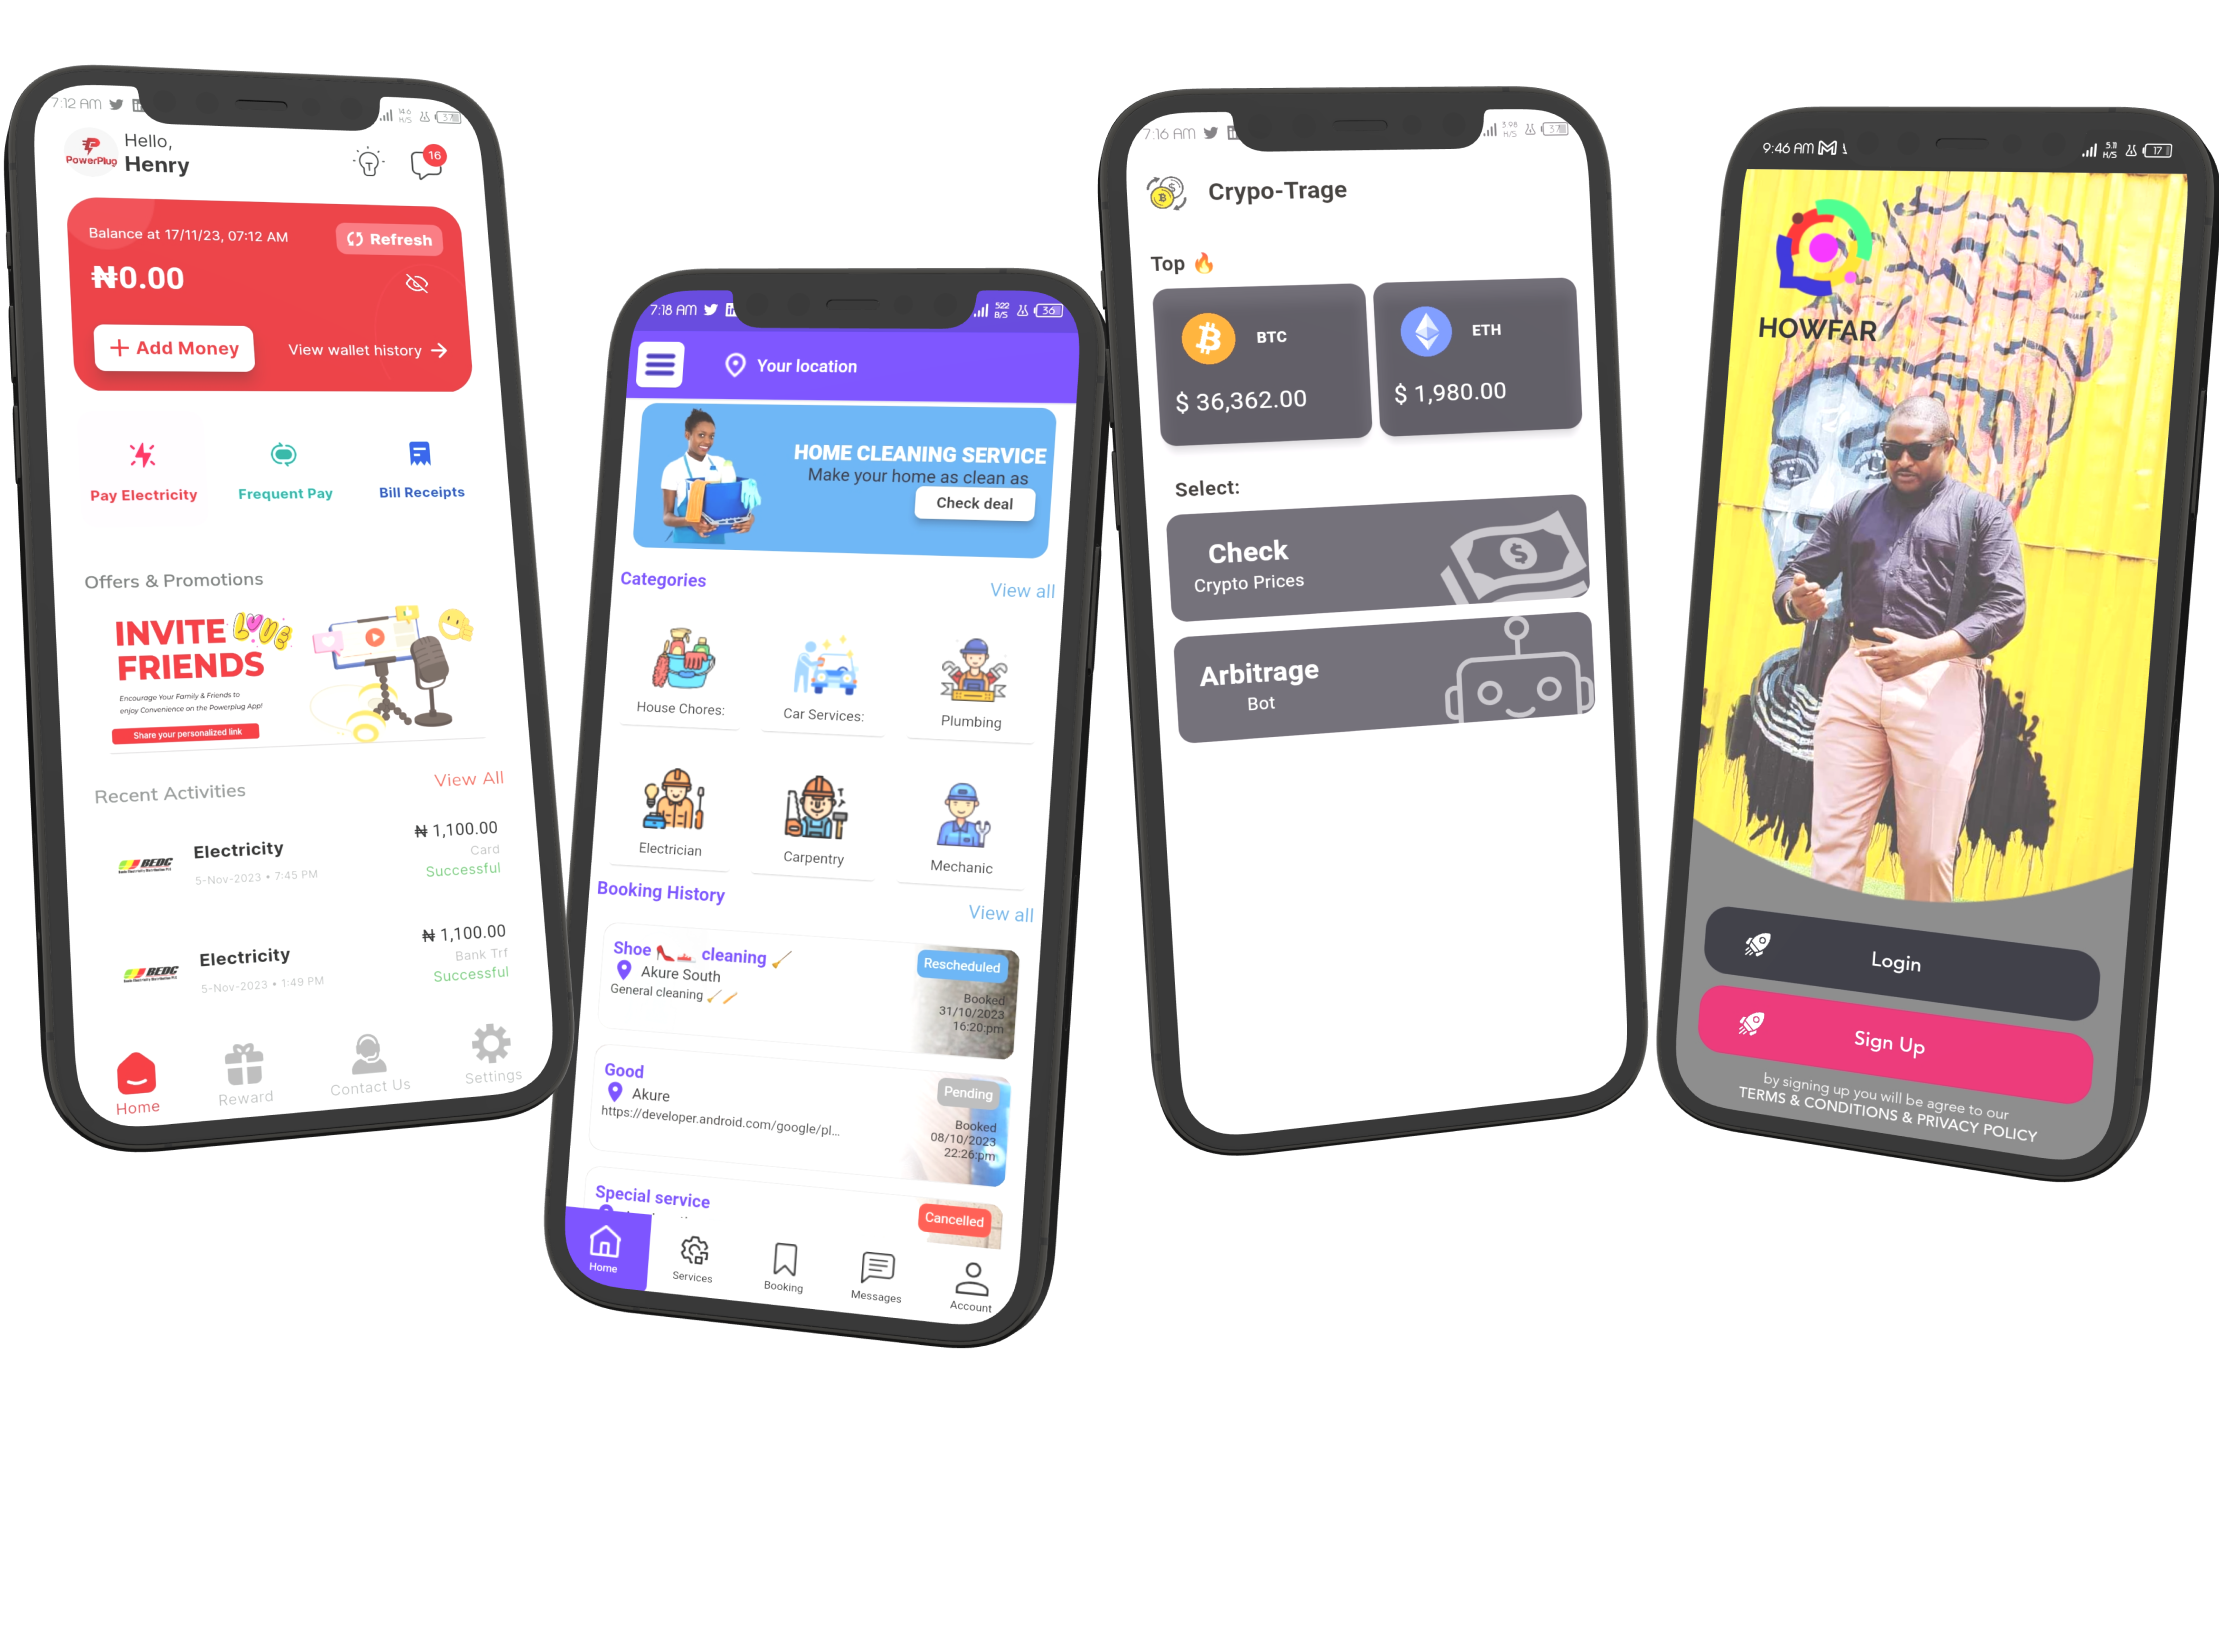 7:12 AM
37
PowerPlug
Hello,
Henry
16
Balance at 17/11/23, 07:12 AM
Refresh
₦0.00
+ Add Money
View wallet history →
Pay Electricity
Frequent Pay
Bill Receipts
Offers & Promotions
INVITE LOVE
FRIENDS
Encourage Your Family & Friends to
enjoy Convenience on the Powerplug App!
Share your personalized link
Recent Activities
View All
BEDC
Electricity
5-Nov-2023 • 7:45 PM
₦ 1,100.00
Card
Successful
BEDC
Electricity
5-Nov-2023 • 1:49 PM
₦ 1,100.00
Bank Trf
Successful
Home
Reward
Contact Us
Settings
7:18 AM
522
B/S
36
Your location
HOME CLEANING SERVICE
Make your home as clean as
Check deal
Categories
View all
House Chores:
Car Services:
Plumbing
Electrician
Carpentry
Mechanic
Booking History
View all
Shoe 👠🚤 cleaning 🧹
Akure South
General cleaning 🧹
Rescheduled
Booked
31/10/2023
16:20:pm
Good
Akure
https://developer.android.com/google/pl...
Pending
Booked
08/10/2023
22:26:pm
Special service
Cancelled
Home
Services
Booking
Messages
Account
7:16 AM
3.98
K/S
37
Crypo-Trage
Top 🔥
BTC
$ 36,362.00
ETH
$ 1,980.00
Select:
Check
Crypto Prices
Arbitrage
Bot
9:46 AM
5.11
K/S
17
HOWFAR
Login
Sign Up
by signing up you will be agree to our
TERMS & CONDITIONS & PRIVACY POLICY